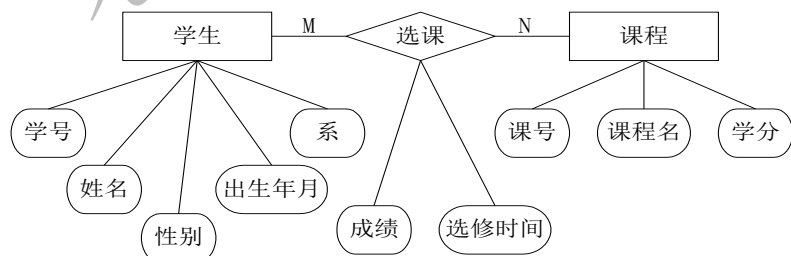 学生 M 选课 N 课程
学号 系 课号 课程名 学分
姓名 出生年月
性别 成绩 选修时间